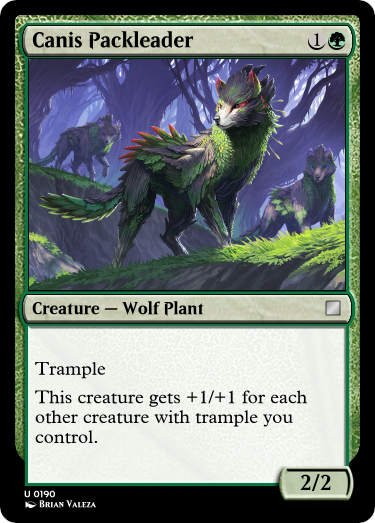 Canis Packleader 1
Creature — Wolf Plant
Trample
This creature gets +1/+1 for each
other creature with trample you
control.
2/2
U 0190
Brian Valeza